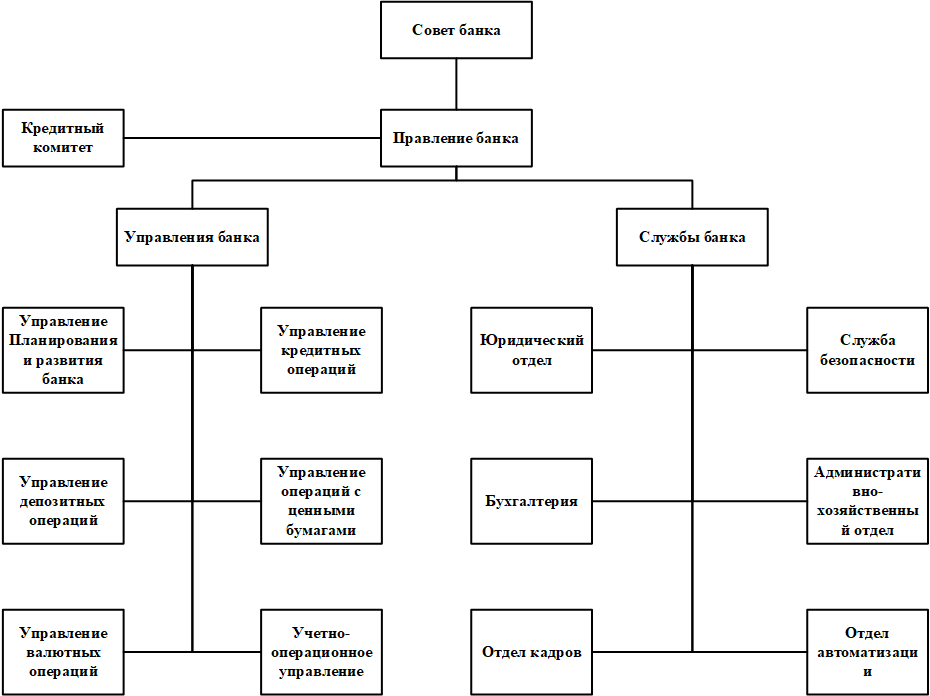 Совет банка
Кредитный
комитет
Правление банка
Управления банка
Службы банка
Управление
Планирования
и развития
банка
Управление
кредитных
операций
Юридический
отдел
Служба
безопасности
Управление
депозитных
операций
Управление
операций с
ценными
бумагами
Бухгалтерия
Администрати
вно-
хозяйственны
й отдел
Управление
валютных
операций
Учетно-
операционное
управление
Отдел кадров
Отдел
автоматизаци
и